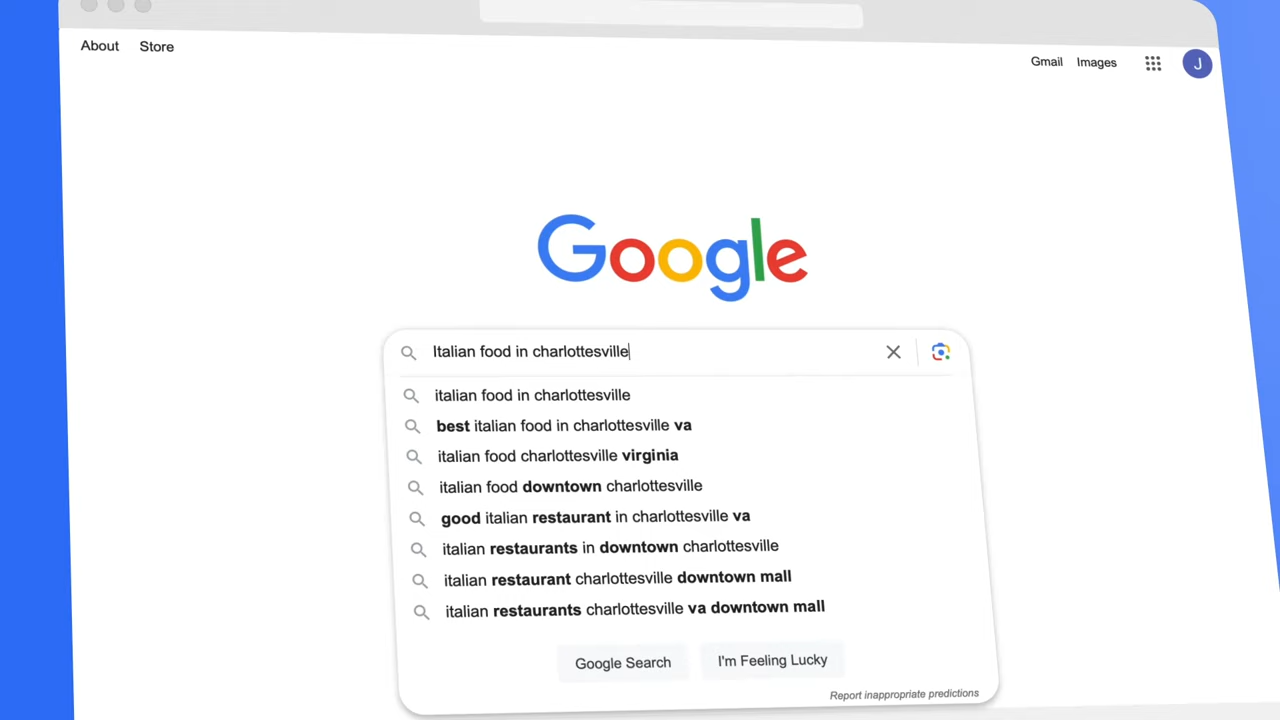 About Store
Gmail Images J
Google
Italian food in charlottesville
italian food in charlottesville
best italian food in charlottesville va
italian food charlottesville virginia
italian food downtown charlottesville
good italian restaurant in charlottesville va
italian restaurants in downtown charlottesville
italian restaurant charlottesville downtown mall
italian restaurants charlottesville va downtown mall
Google Search I'm Feeling Lucky
Report inappropriate predictions